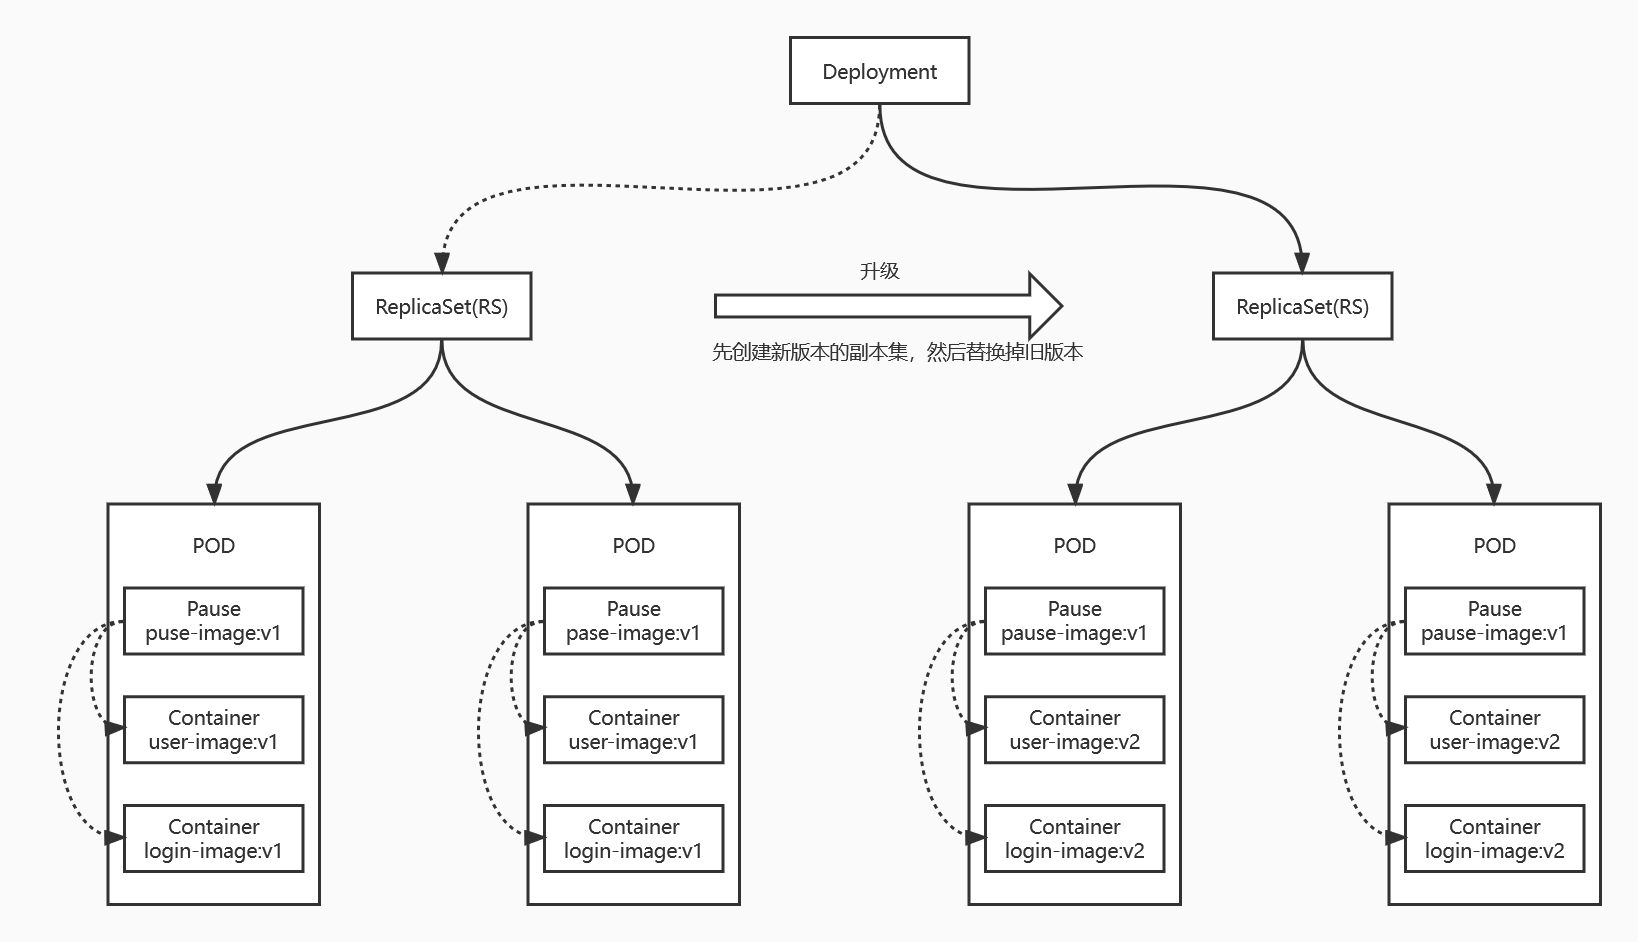 Deployment
升级
ReplicaSet(RS)
ReplicaSet(RS)
先创建新版本的副本集，然后替换掉旧版本
POD
Pause
puse-image:v1
Container
user-image:v1
Container
login-image:v1
POD
Pause
pase-image:v1
Container
user-image:v1
Container
login-image:v1
POD
Pause
pause-image:v1
Container
user-image:v2
Container
login-image:v2
POD
Pause
pause-image:v1
Container
user-image:v2
Container
login-image:v2